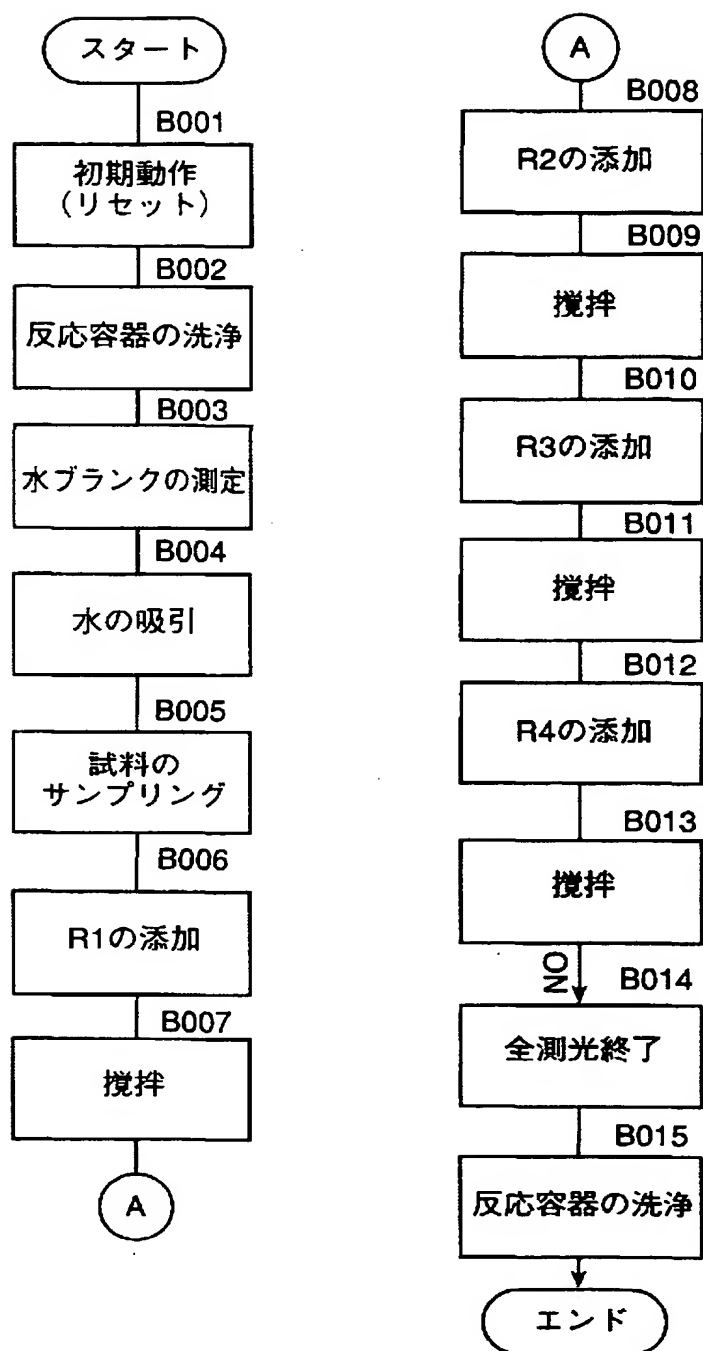 スタート
B001
初期動作
(リセット)
B002
反応容器の洗浄
B003
水ブランクの測定
B004
水の吸引
B005
試料の
サンプリング
B006
R1の添加
B007
攪拌
A
A
B008
R2の添加
B009
攪拌
B010
R3の添加
B011
攪拌
B012
R4の添加
B013
攪拌
NO
B014
全測光終了
B015
反応容器の洗浄
エンド